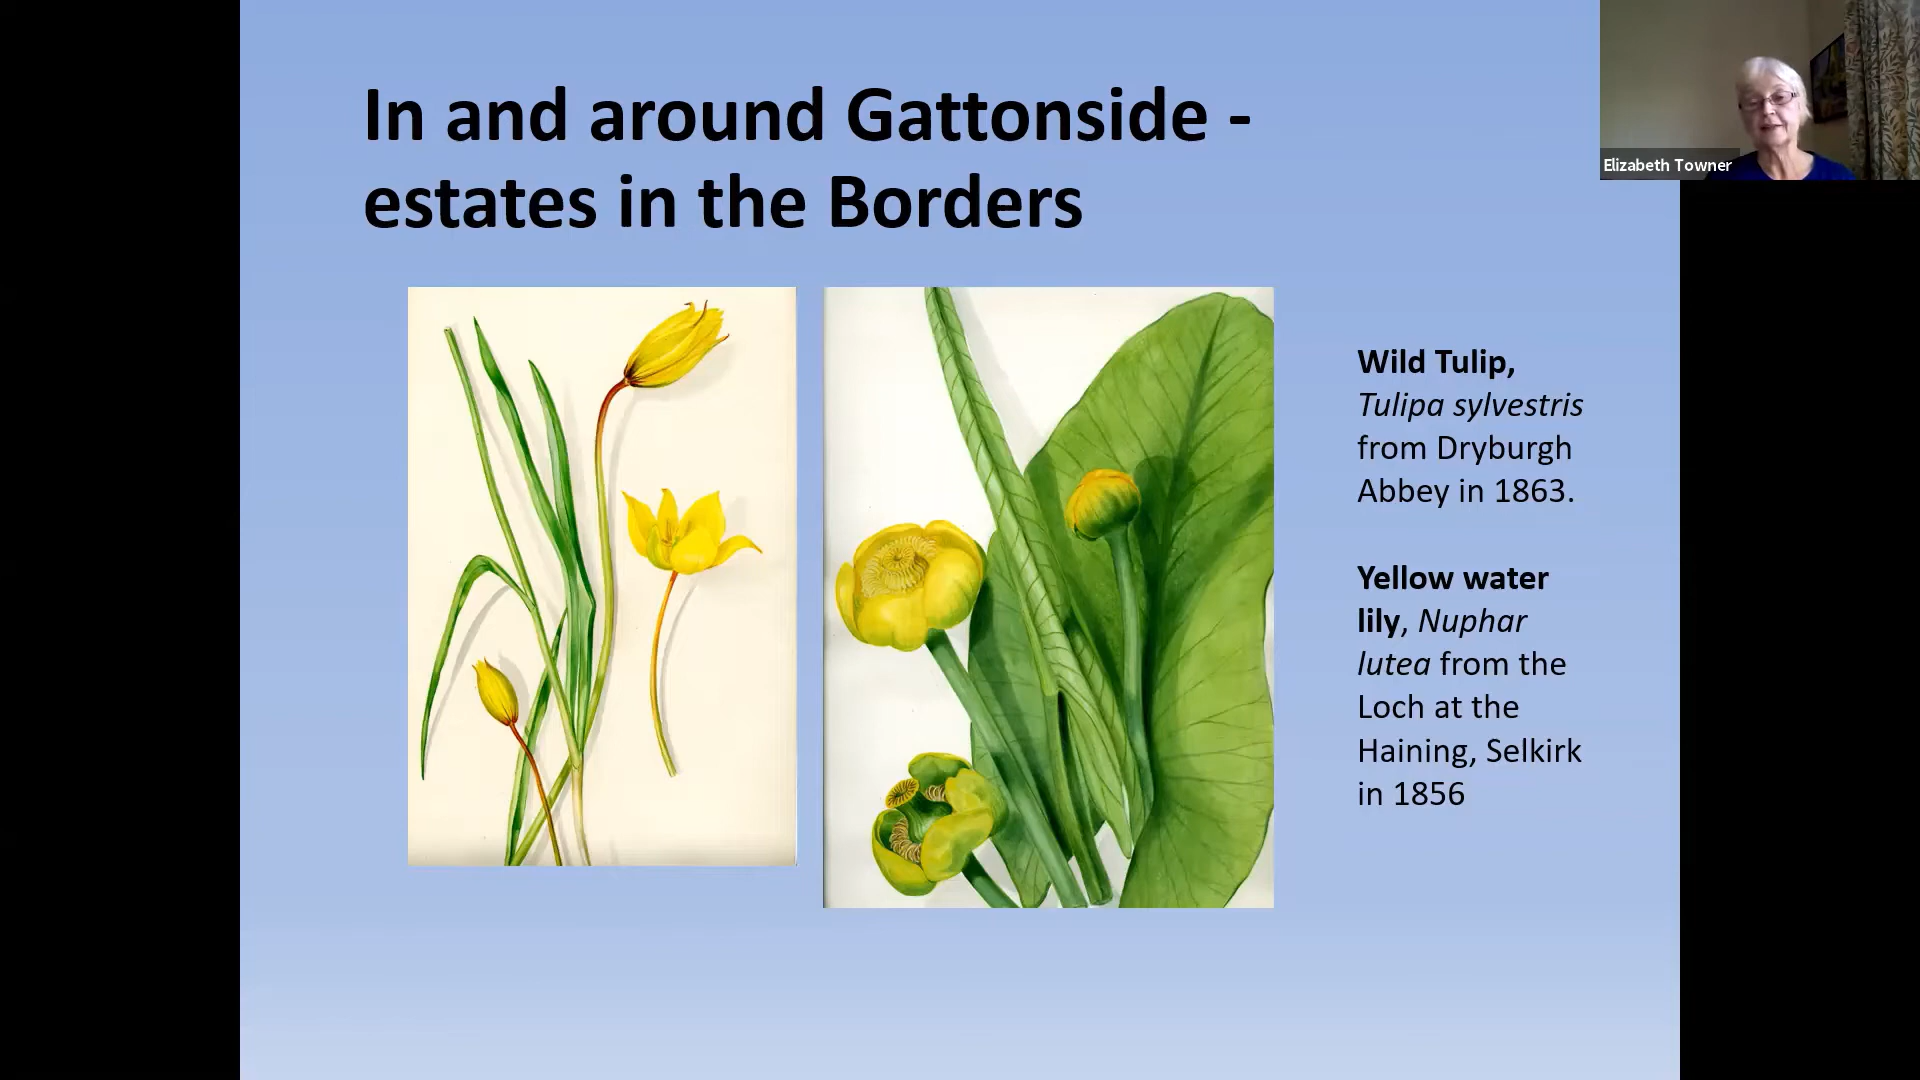 In and around Gattonside -
estates in the Borders
Elizabeth Towner
Wild Tulip,
Tulipa sylvestris
from Dryburgh
Abbey in 1863.
Yellow water
lily, Nuphar
lutea from the
Loch at the
Haining, Selkirk
in 1856